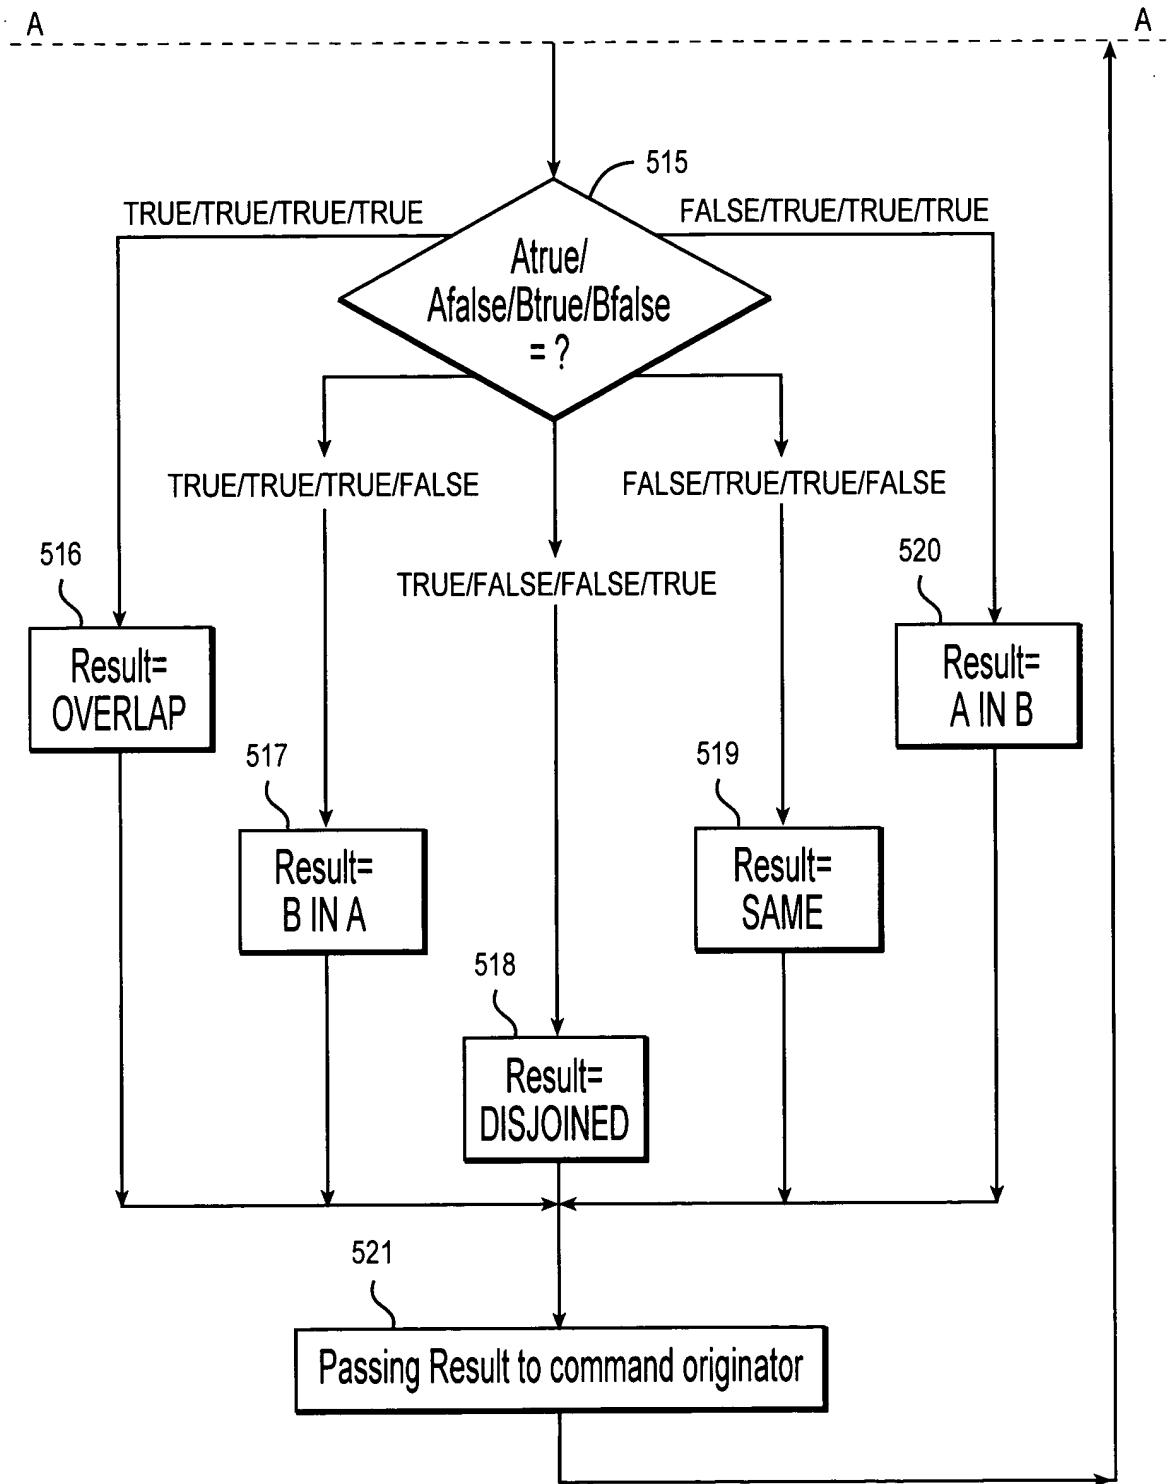 A
A
515
TRUE/TRUE/TRUE/TRUE
FALSE/TRUE/TRUE/TRUE
Atrue/
Afalse/Btrue/Bfalse
= ?
TRUE/TRUE/TRUE/FALSE
FALSE/TRUE/TRUE/FALSE
516
520
TRUE/FALSE/FALSE/TRUE
Result=
OVERLAP
Result=
A IN B
517
519
Result=
B IN A
Result=
SAME
518
Result=
DISJOINED
521
Passing Result to command originator